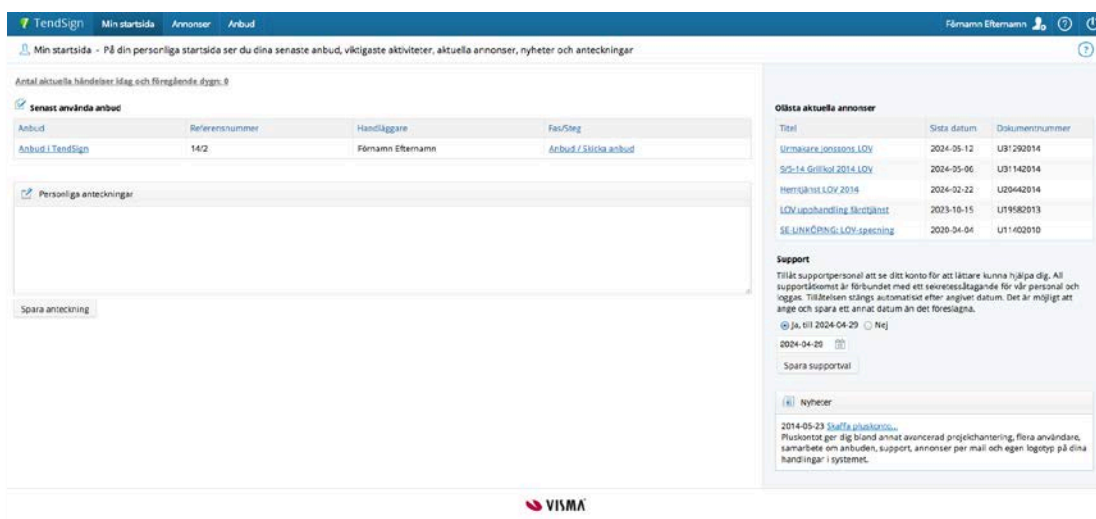 TendSign Min startsida Annonser Anbud Förnamn Efternamn
Min startsida - På din personliga startsida ser du dina senaste anbud, viktigaste aktiviteter, aktuella annonser, nyheter och anteckningar
Antal aktuella händelser idag och föregående dygn: 0
Senast använda anbud
Anbud Referensnummer Handläggare Fas/Steg
Anbud i TendSign 14/2 Förnamn Efternamn Anbud / Skicka anbud
Personliga anteckningar
Spara anteckning
Olästa aktuella annonser
Titel Sista datum Dokumentnummer
Urmakare Jonssons LOV 2024-05-12 U31292014
5/5-14 Grillkol 2014 LOV 2024-05-06 U31142014
Hemtjänst LOV 2014 2024-02-22 U20442014
LOV upphandling färdtjänst 2023-10-15 U19582013
SE-LINKÖPING: LOV-specning 2020-04-04 U11402010
Support
Tillåt supportpersonal att se ditt konto för att lättare kunna hjälpa dig. All
supportåtkomst är förbundet med ett sekretessåtagande för vår personal och
loggas. Tillåtelsen stängs automatiskt efter angivet datum. Det är möjligt att
ange och spara ett annat datum än det föreslagna.
Ja, till 2024-04-29 Nej
2024-04-29
Spara supportval
Nyheter
2014-05-23 Skaffa pluskonto...
Pluskontot ger dig bland annat avancerad projekthantering, flera användare,
samarbete om anbuden, support, annonser per mail och egen logotyp på dina
handlingar i systemet.
VISMA